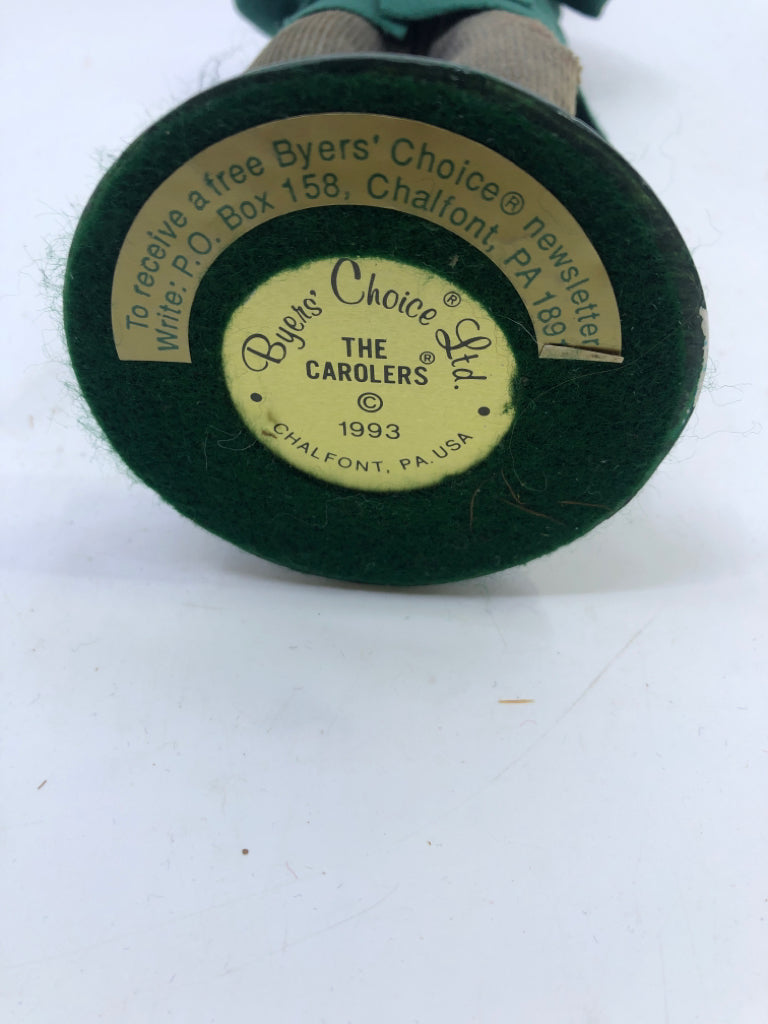 To receive a free Byers' Choice® newsletter
Write: P.O. Box 158, Chalfont, PA
Byers' Choice® Ltd.
THE
CAROLERS®
©
1993
CHALFONT, PA. USA